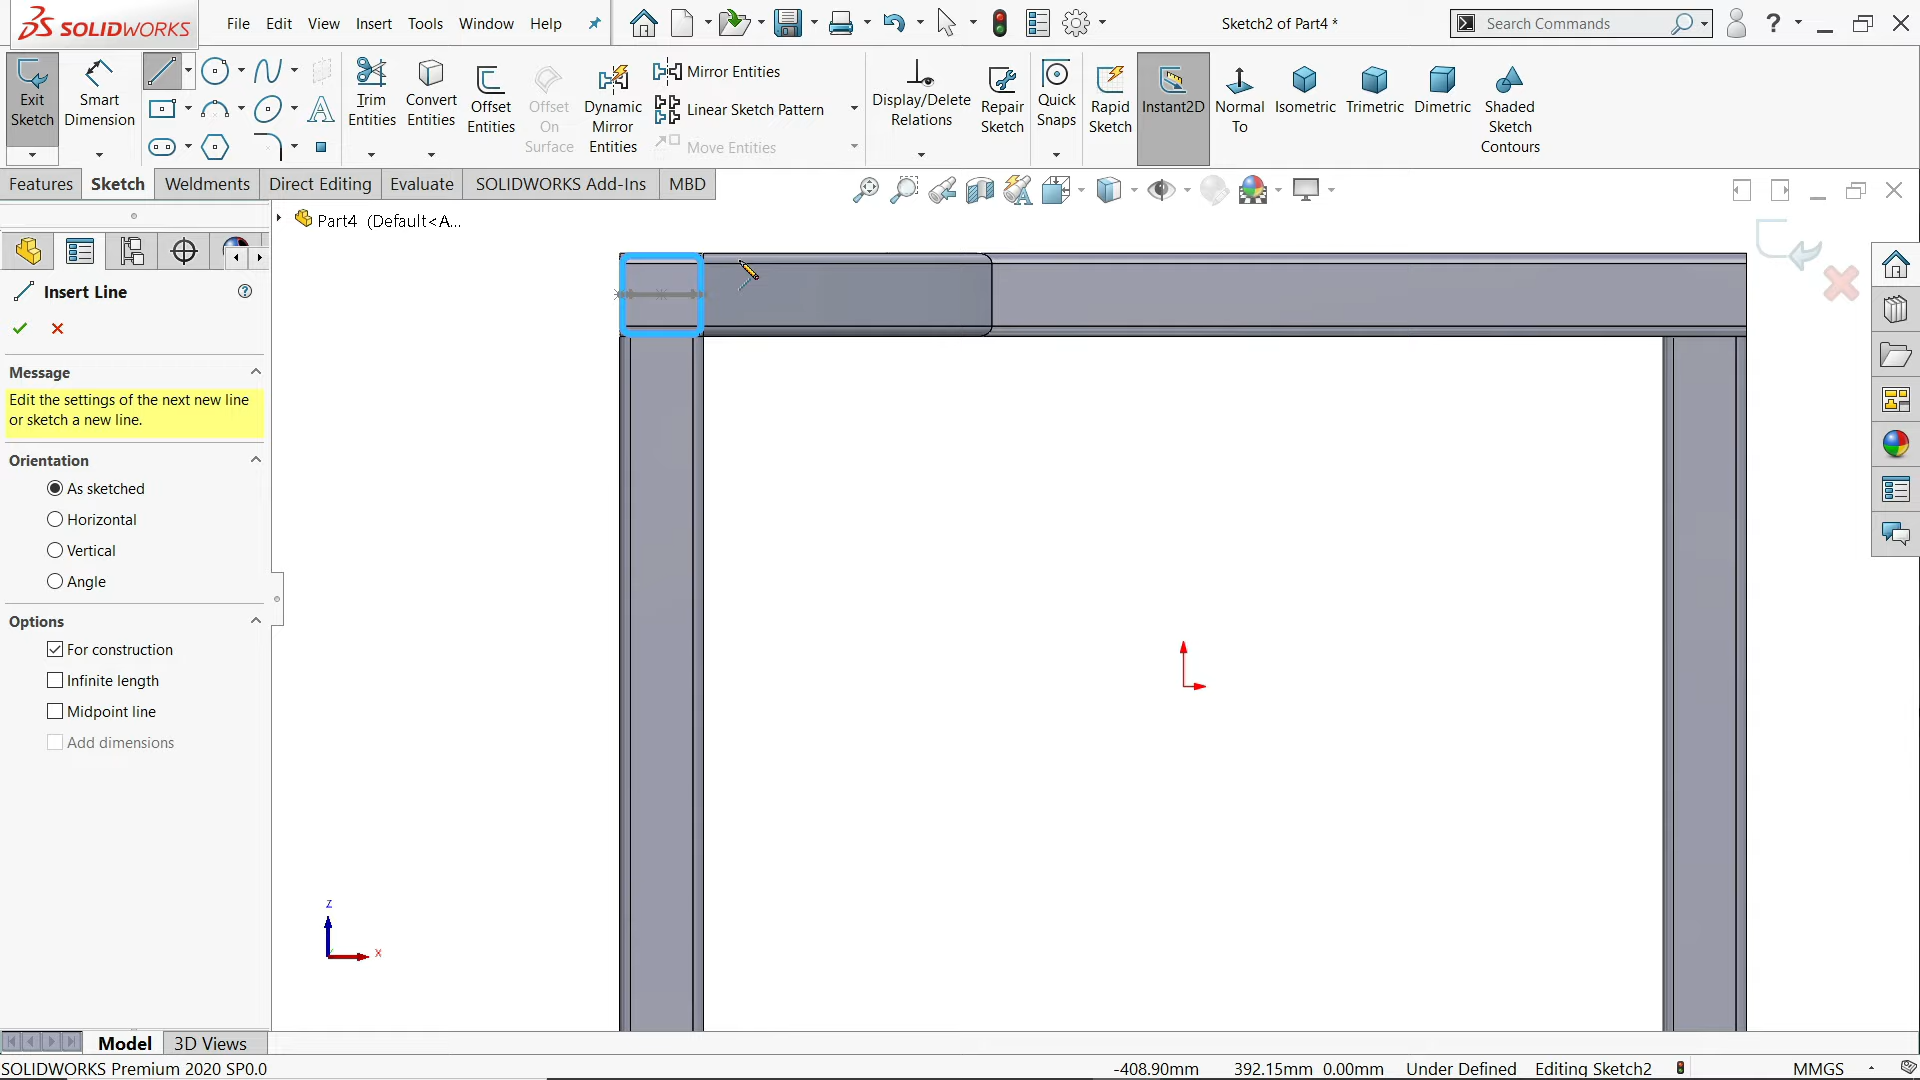 SOLIDWORKS
File Edit View Insert Tools Window Help
Sketch2 of Part4 *
Search Commands
Exit Sketch
Smart Dimension
Trim Entities
Convert Entities
Offset Entities
Offset On Surface
Dynamic Mirror Entities
Mirror Entities
Linear Sketch Pattern
Move Entities
Display/Delete Relations
Repair Sketch
Quick Snaps
Rapid Sketch
Instant2D
Normal To
Isometric
Trimetric
Dimetric
Shaded Sketch Contours
Features Sketch Weldments Direct Editing Evaluate SOLIDWORKS Add-Ins MBD
Part4 (Default<A...
Insert Line
Message
Edit the settings of the next new line
or sketch a new line.
Orientation
As sketched
Horizontal
Vertical
Angle
Options
For construction
Infinite length
Midpoint line
Add dimensions
Z
X
Model 3D Views
SOLIDWORKS Premium 2020 SP0.0
-408.90mm 392.15mm 0.00mm Under Defined Editing Sketch2 MMGS